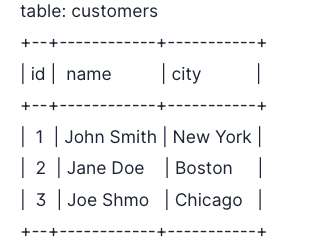 table: customers
+--+------------+-----------+
| id |  name         | city          |
+--+------------+-----------+
|  1  | John Smith | New York |
|  2  | Jane Doe    | Boston     |
|  3  | Joe Shmo   | Chicago   |
+--+------------+-----------+